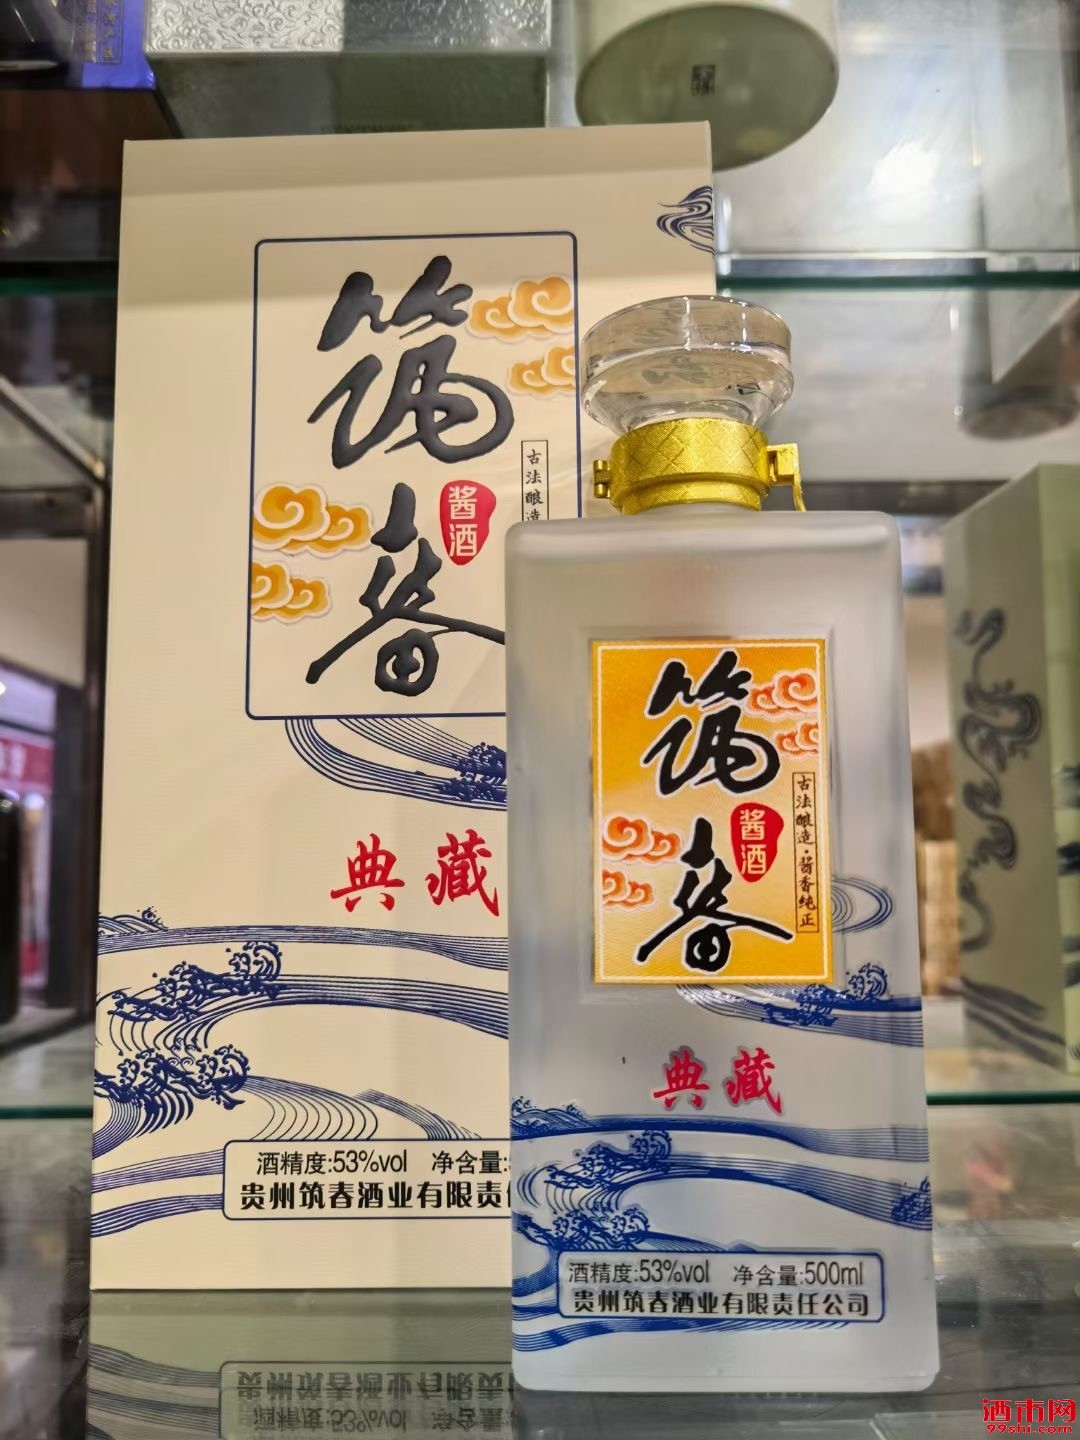 筑春
酱酒
古法酿造
典藏
酒精度:53%vol 净含量:
贵州筑春酒业有限责任
筑春
酱酒
古法酿造·酱香纯正
典藏
酒精度:53%vol 净含量:500ml
贵州筑春酒业有限责任公司
酒市网
99shi.com